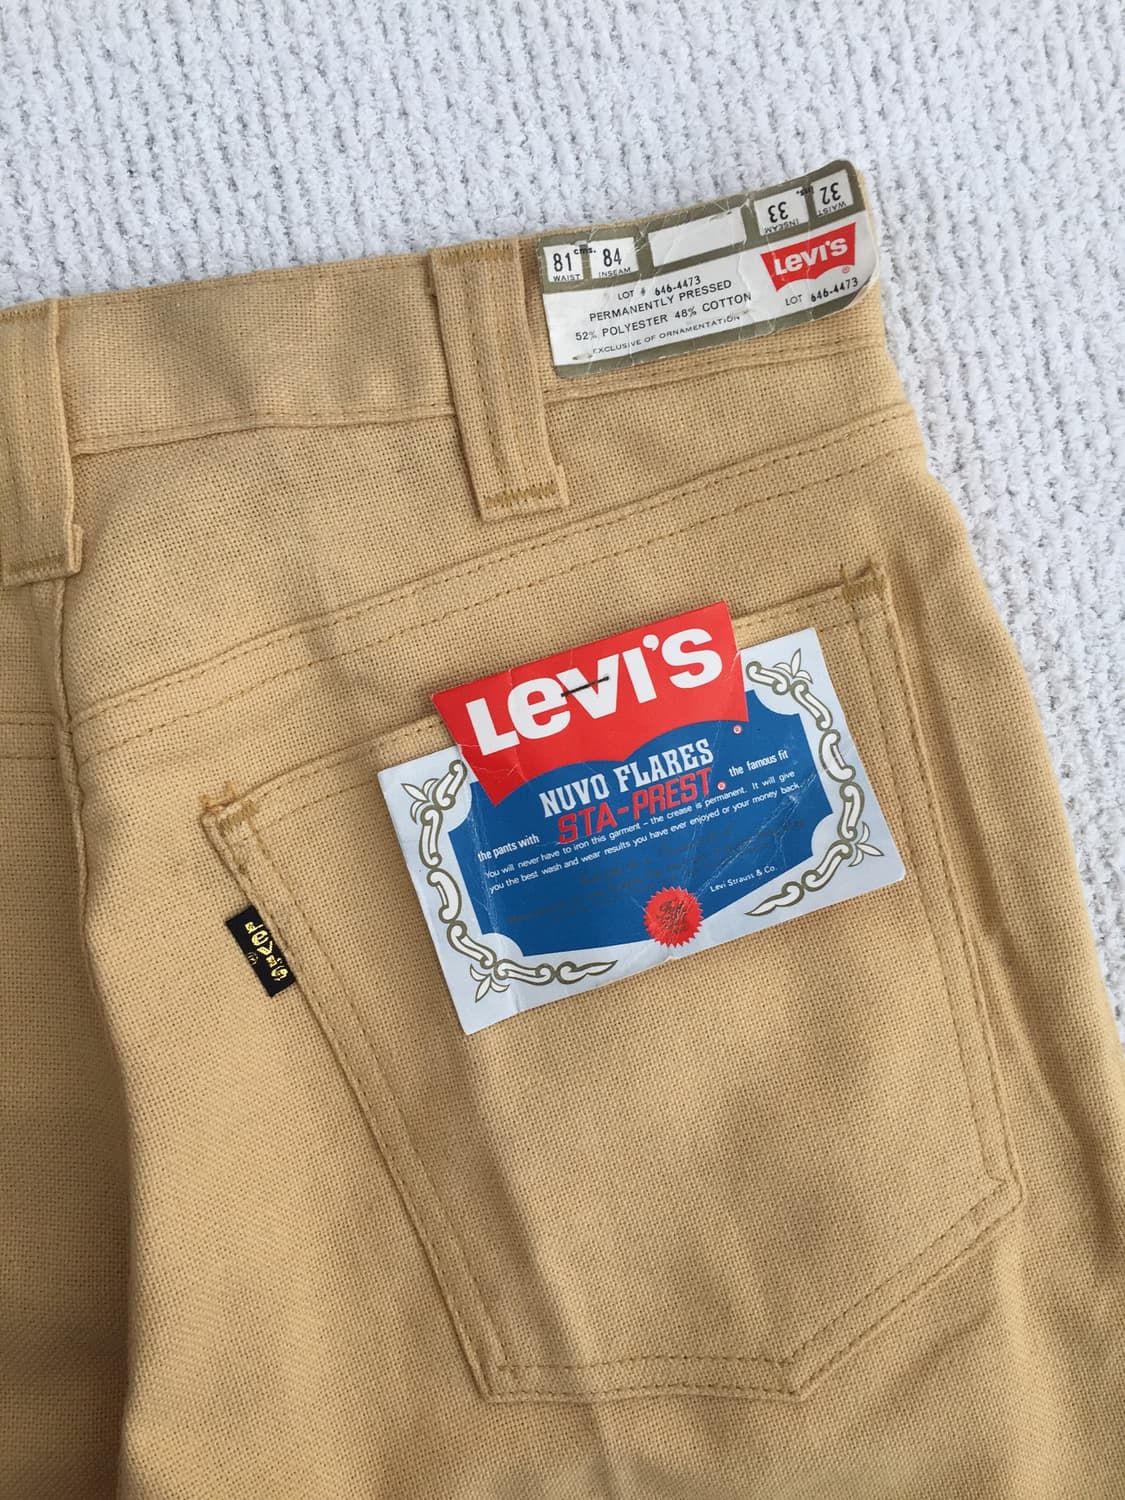 81 cms. 84
WAIST INSEAM
LOT # 646-4473
PERMANENTLY PRESSED
52% POLYESTER 48% COTTON
EXCLUSIVE OF ORNAMENTATION
33 ins. 32
INSEAM WAIST
LEVI'S ®
LOT 646-4473
LEVI'S ®
NUVO FLARES
the pants with STA-PREST® the famous fit
You will never have to iron this garment – the crease is permanent. It will give
you the best wash and wear results you have ever enjoyed or your money back.
Levi Strauss & Co.
Levi's